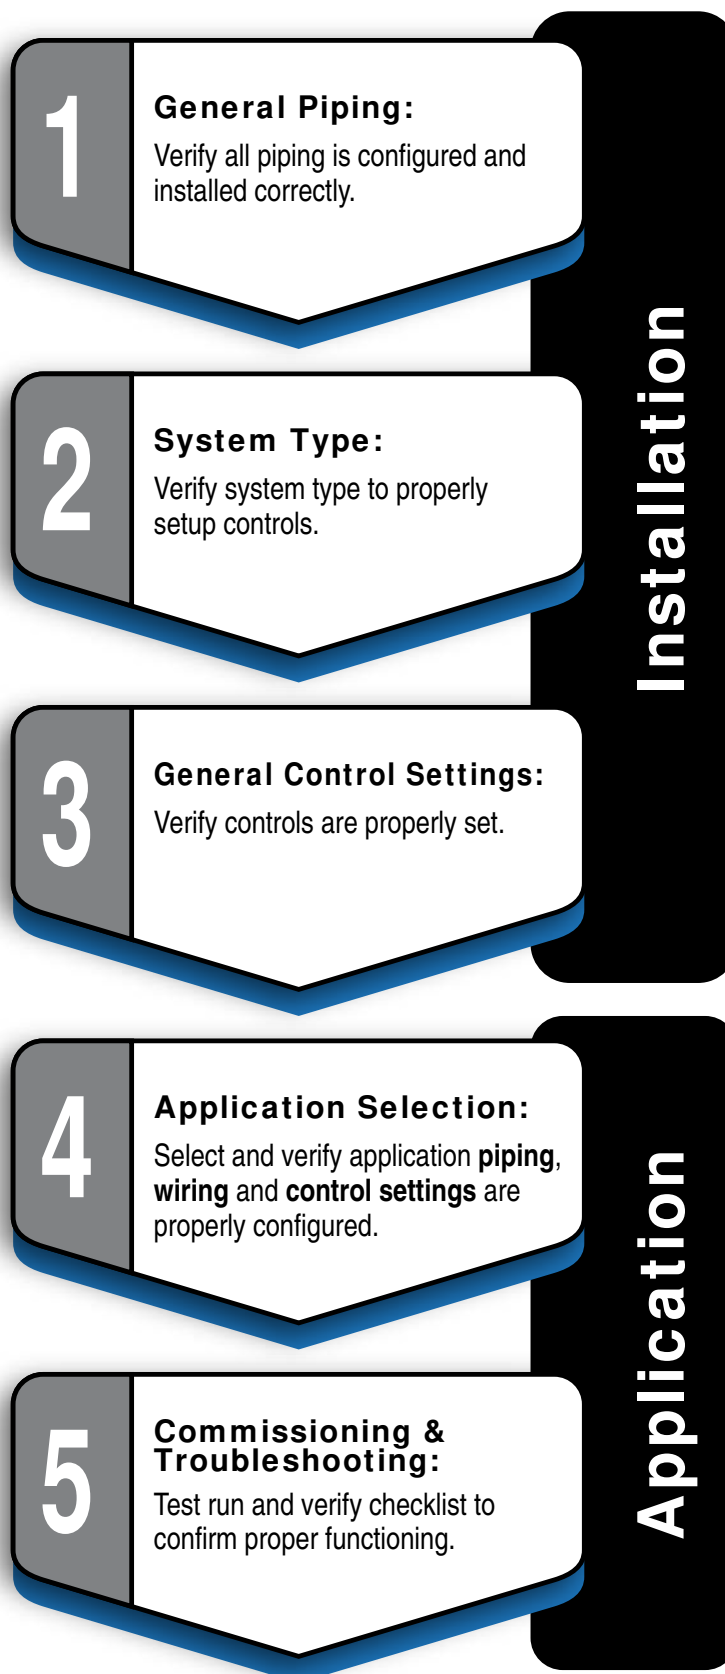 1
General Piping:
Verify all piping is configured and
installed correctly.
2
System Type:
Verify system type to properly
setup controls.
3
General Control Settings:
Verify controls are properly set.
Installation
4
Application Selection:
Select and verify application piping,
wiring and control settings are
properly configured.
5
Commissioning &
Troubleshooting:
Test run and verify checklist to
confirm proper functioning.
Application